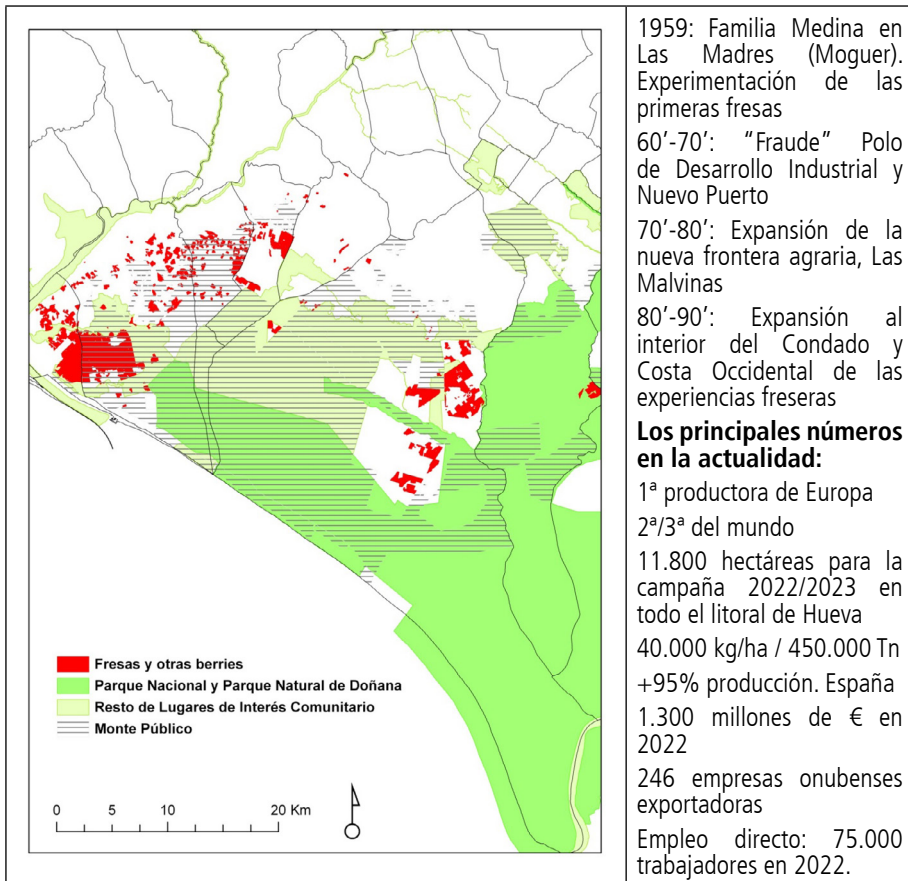 Fresas y otras berries
Parque Nacional y Parque Natural de Doñana
Resto de Lugares de Interés Comunitario
Monte Público
0 5 10 20 Km
1959: Familia Medina en
Las Madres (Moguer).
Experimentación de las
primeras fresas
60’-70’: “Fraude” Polo
de Desarrollo Industrial y
Nuevo Puerto
70’-80’: Expansión de la
nueva frontera agraria, Las
Malvinas
80’-90’: Expansión al
interior del Condado y
Costa Occidental de las
experiencias freseras
Los principales números
en la actualidad:
1ª productora de Europa
2ª/3ª del mundo
11.800 hectáreas para la
campaña 2022/2023 en
todo el litoral de Hueva
40.000 kg/ha / 450.000 Tn
+95% producción. España
1.300 millones de € en
2022
246 empresas onubenses
exportadoras
Empleo directo: 75.000
trabajadores en 2022.